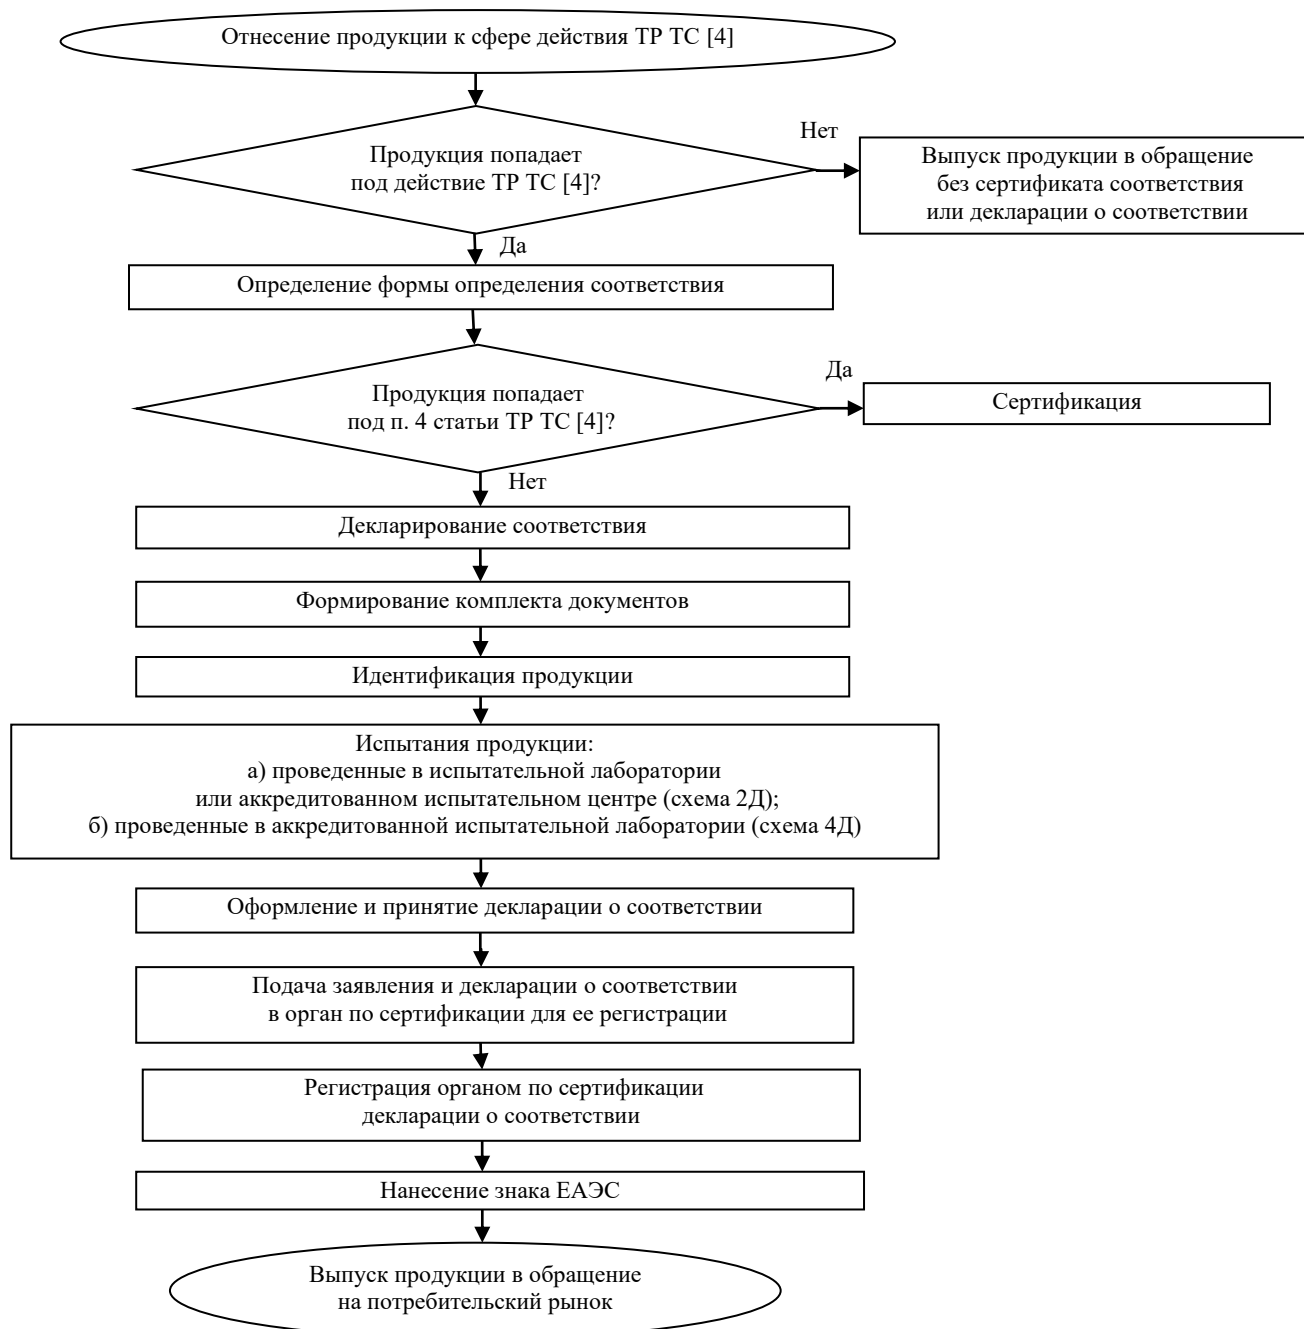 Отнесение продукции к сфере действия ТР ТС [4]
Продукция попадает
под действие ТР ТС [4]?
Нет
Выпуск продукции в обращение
без сертификата соответствия
или декларации о соответствии
Да
Определение формы определения соответствия
Продукция попадает
под п. 4 статьи ТР ТС [4]?
Да
Сертификация
Нет
Декларирование соответствия
Формирование комплекта документов
Идентификация продукции
Испытания продукции:
а) проведенные в испытательной лаборатории
или аккредитованном испытательном центре (схема 2Д);
б) проведенные в аккредитованной испытательной лаборатории (схема 4Д)
Оформление и принятие декларации о соответствии
Подача заявления и декларации о соответствии
в орган по сертификации для ее регистрации
Регистрация органом по сертификации
декларации о соответствии
Нанесение знака ЕАЭС
Выпуск продукции в обращение
на потребительский рынок